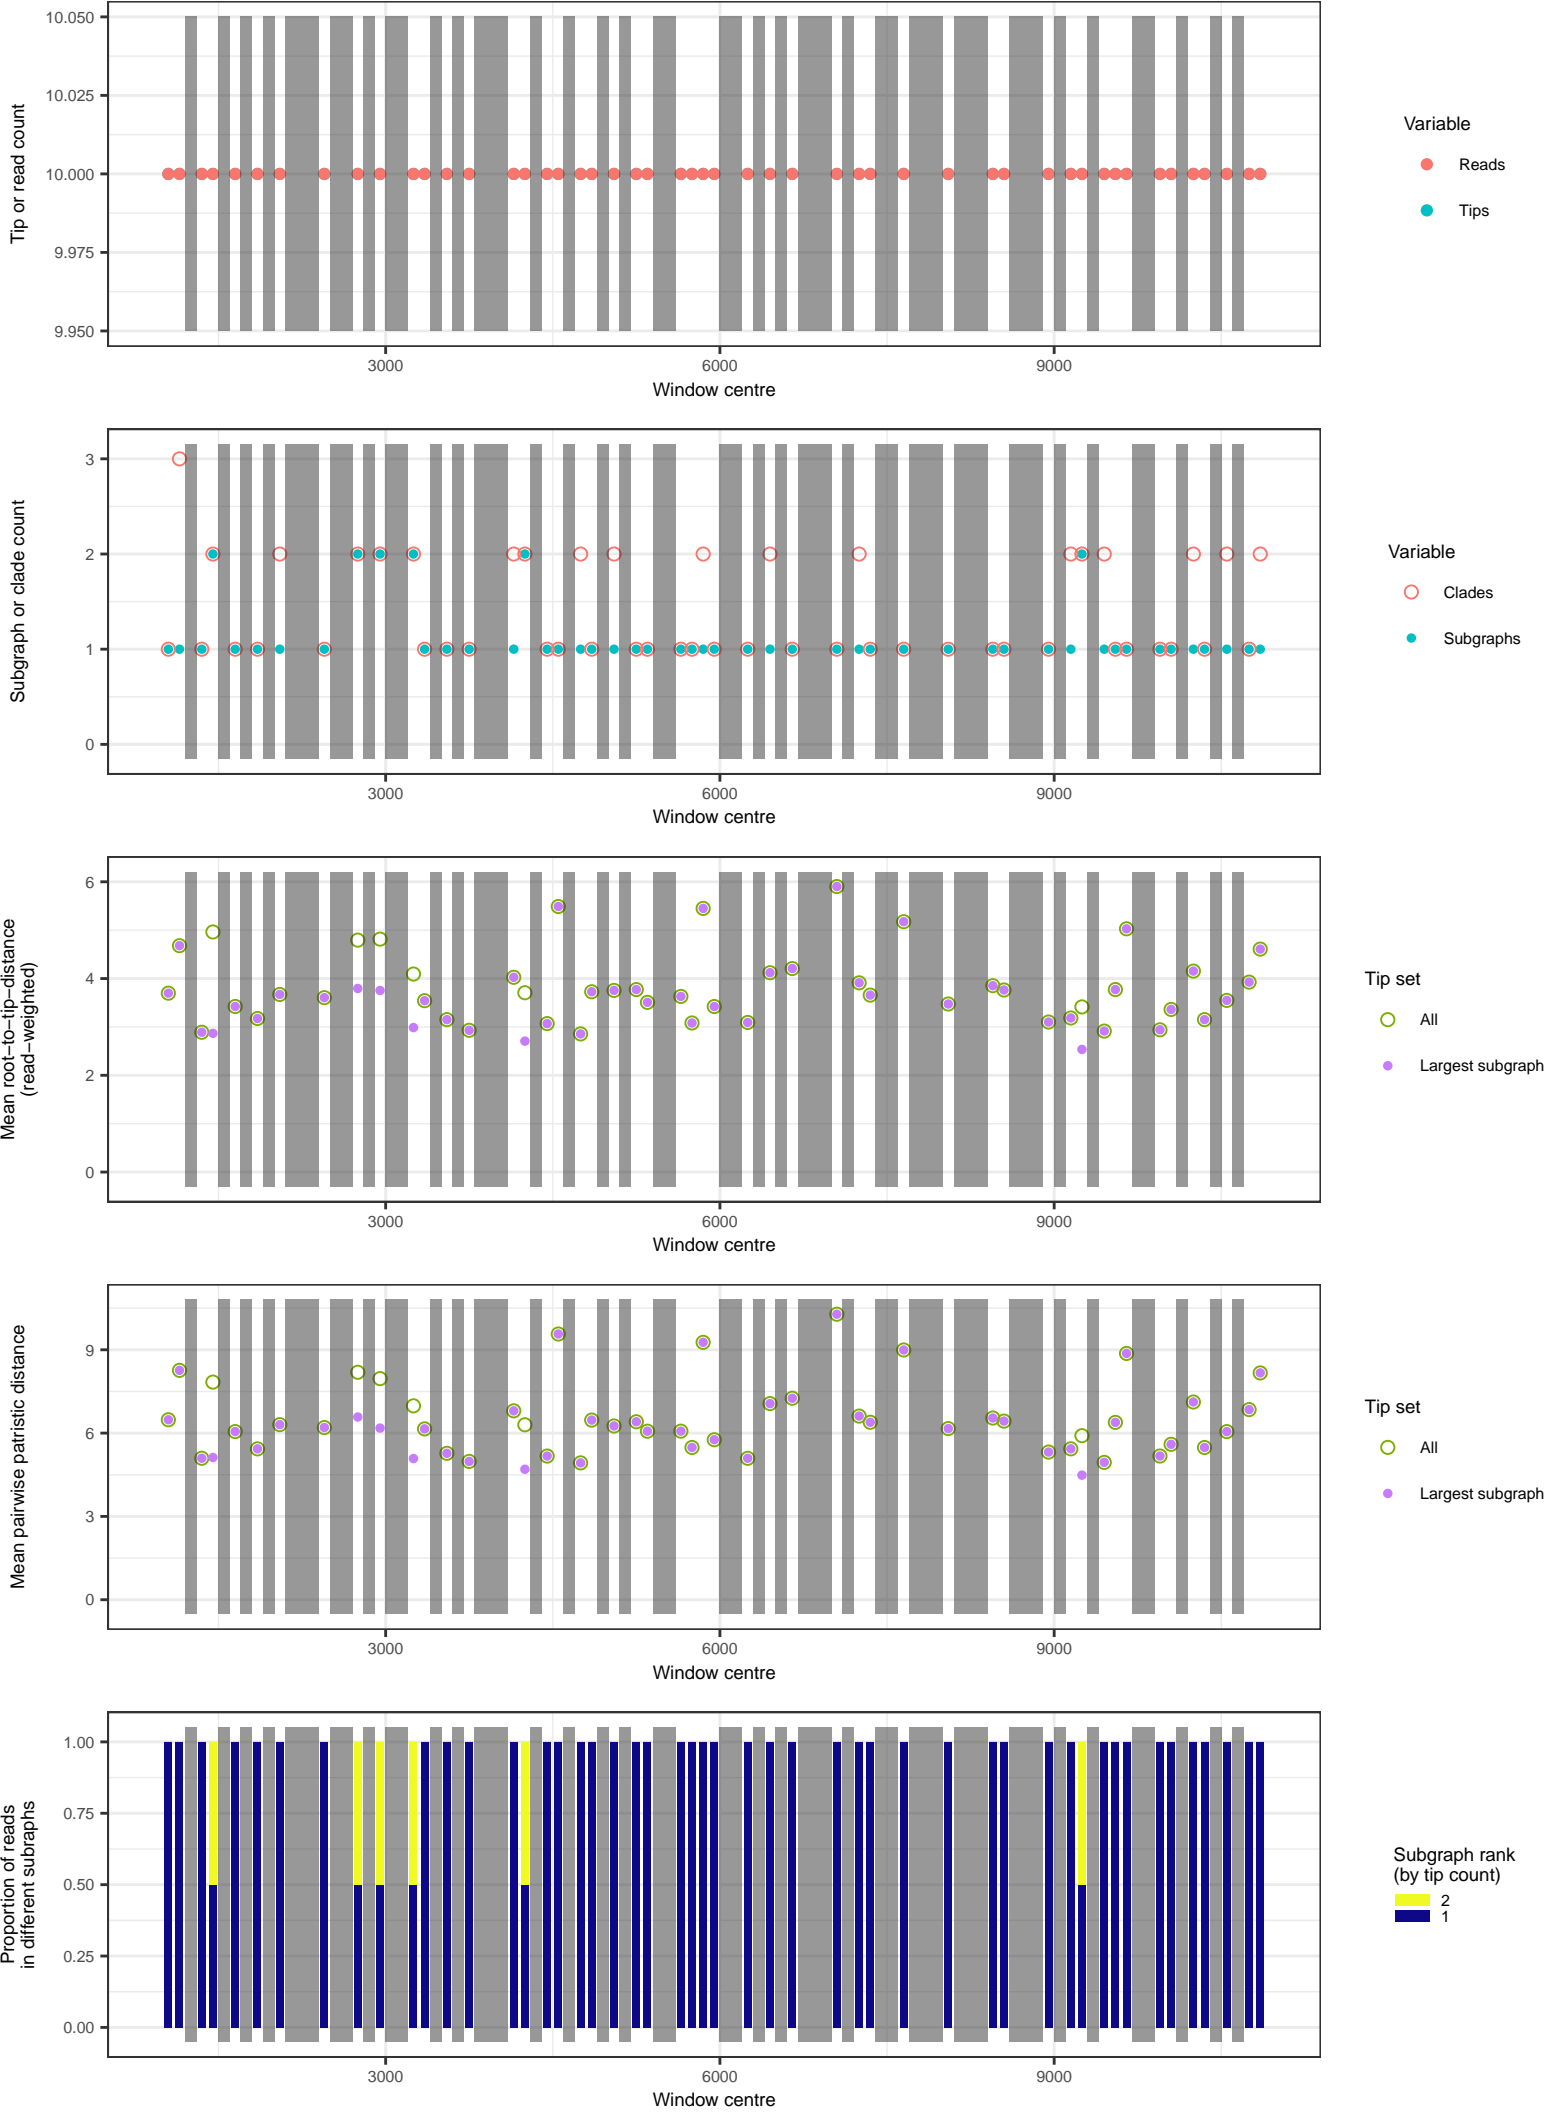 10.050
10.025
10.000
9.975
9.950
Tip or read count
3000
6000
9000
Window centre
Variable
Reads
Tips
3
2
1
0
Subgraph or clade count
3000
6000
9000
Window centre
Variable
Clades
Subgraphs
6
4
2
0
Mean root−to−tip−distance
(read−weighted)
3000
6000
9000
Window centre
Tip set
All
Largest subgraph
9
6
3
0
Mean pairwise patristic distance
3000
6000
9000
Window centre
Tip set
All
Largest subgraph
1.00
0.75
0.50
0.25
0.00
Proportion of reads
in different subraphs
3000
6000
9000
Window centre
Subgraph rank
(by tip count)
2
1